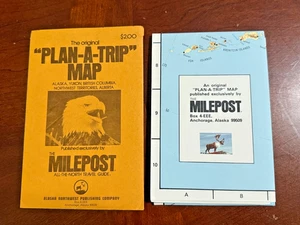 $2.00
The original
"PLAN-A-TRIP"
MAP
ALASKA, YUKON, BRITISH COLUMBIA,
NORTHWEST TERRITORIES, ALBERTA
Published exclusively by
THE
MILEPOST
ALL-THE-NORTH TRAVEL GUIDE
ALASKA NORTHWEST PUBLISHING COMPANY
An original
"PLAN-A-TRIP" MAP
published exclusively by
THE
MILEPOST
Box 4-EEE,
Anchorage, Alaska 99509
8
9
A
B